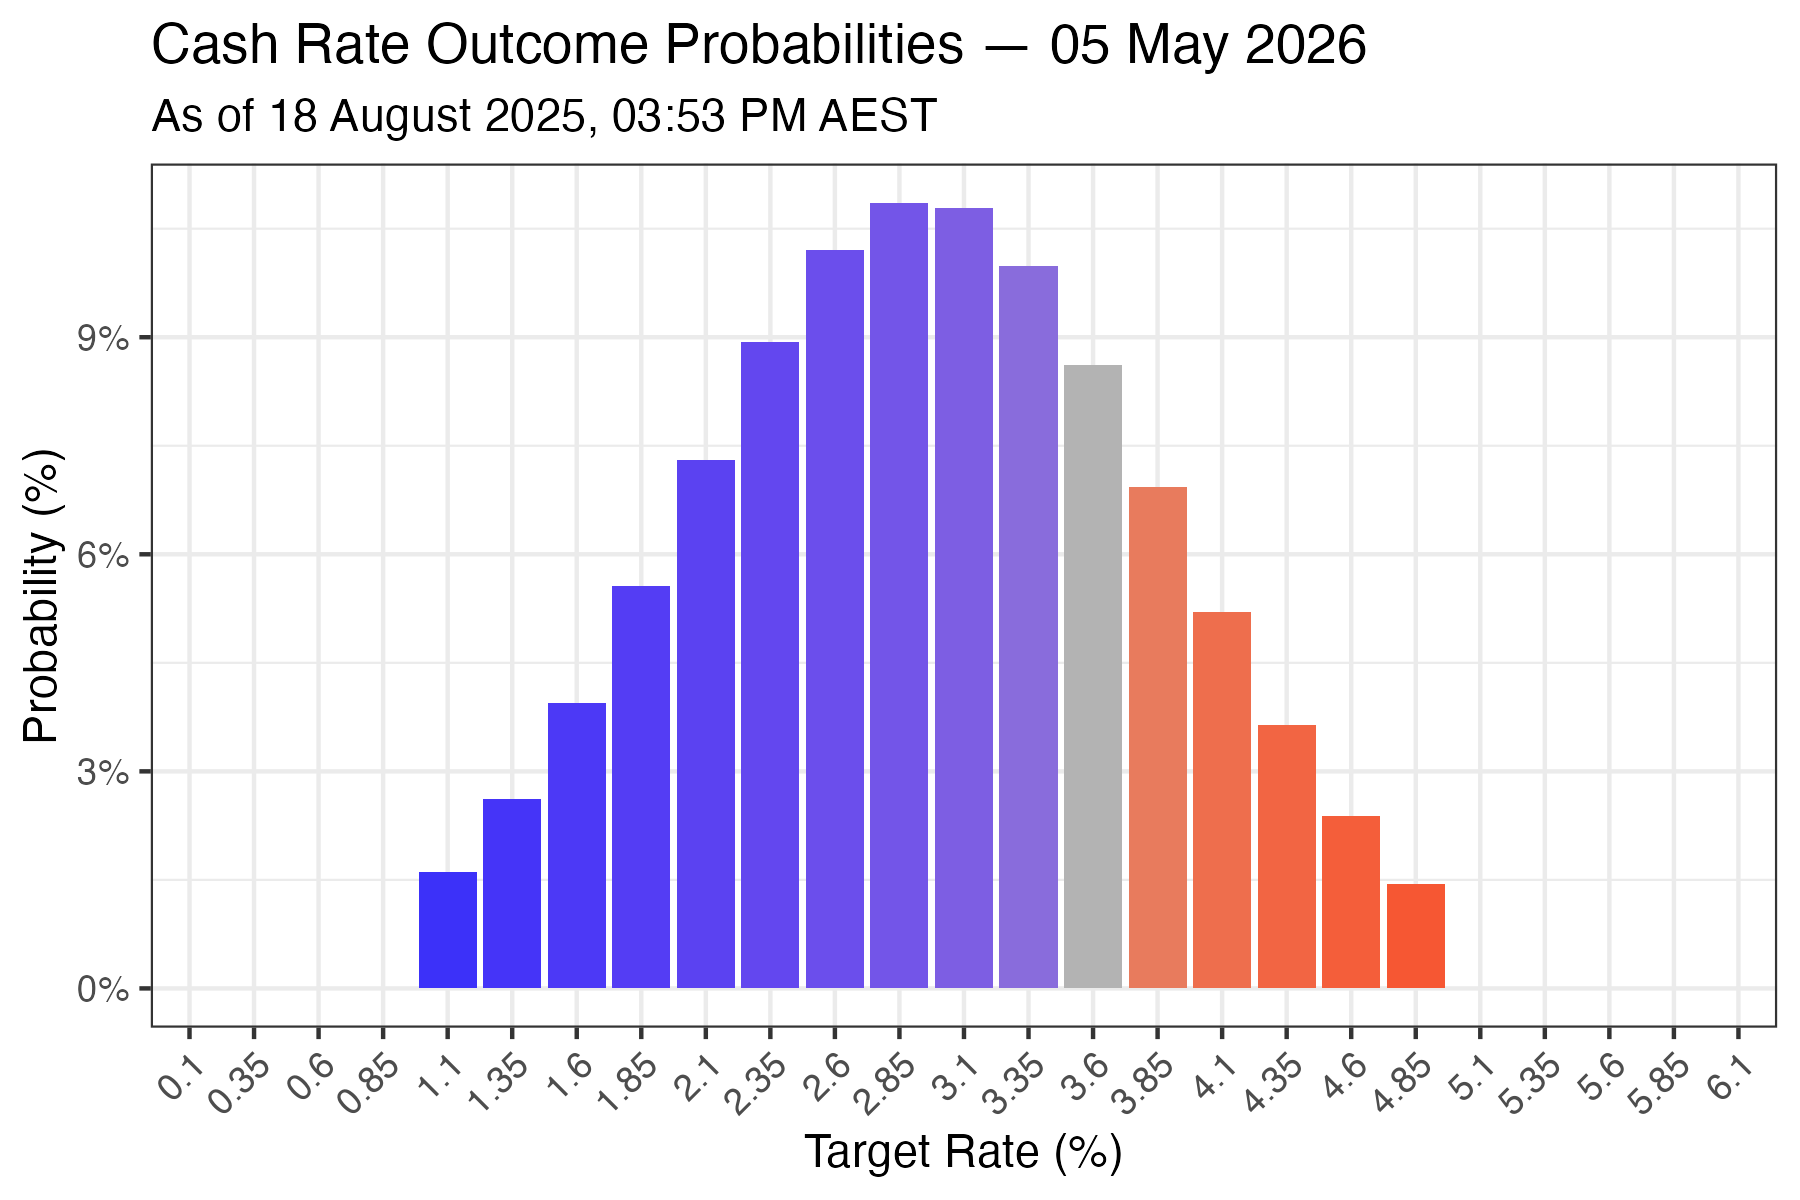 Cash Rate Outcome Probabilities — 05 May 2026
As of 18 August 2025, 03:53 PM AEST
Probability (%)
9%
6%
3%
0%
0.1 0.35 0.6 0.85 1.1 1.35 1.6 1.85 2.1 2.35 2.6 2.85 3.1 3.35 3.6 3.85 4.1 4.35 4.6 4.85 5.1 5.35 5.6 5.85 6.1
Target Rate (%)